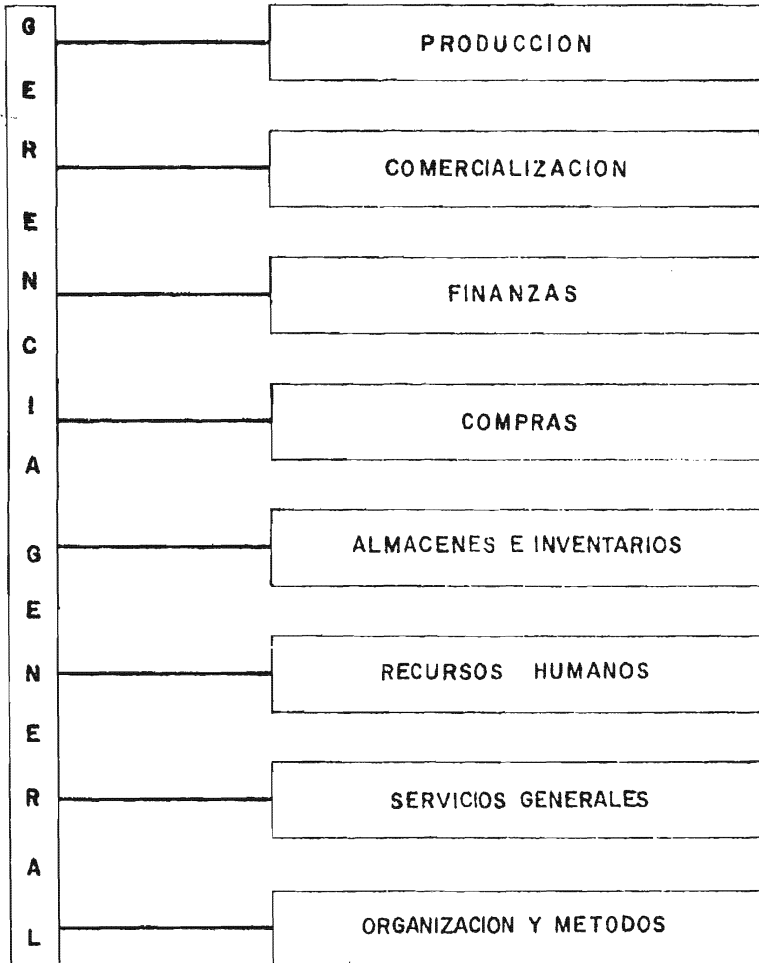 GERENCIA GENERAL
PRODUCCION
COMERCIALIZACION
FINANZAS
COMPRAS
ALMACENES E INVENTARIOS
RECURSOS HUMANOS
SERVICIOS GENERALES
ORGANIZACION Y METODOS